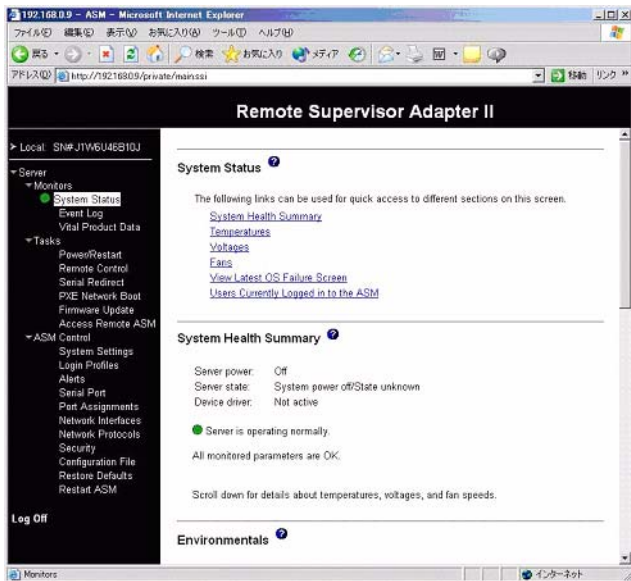 192.168.0.9 - ASM - Microsoft Internet Explorer
ファイル(F) 編集(E) 表示(V) お気に入り(A) ツール(T) ヘルプ(H)
戻る 検索 お気に入り メディア
アドレス(D) http://192.168.0.9/private/main.ssi 移動 リンク »
Remote Supervisor Adapter II
Local: SN# J1W6U46B10J
Server
Monitors
System Status
Event Log
Vital Product Data
Tasks
Power/Restart
Remote Control
Serial Redirect
PXE Network Boot
Firmware Update
Access Remote ASM
ASM Control
System Settings
Login Profiles
Alerts
Serial Port
Port Assignments
Network Interfaces
Network Protocols
Security
Configuration File
Restore Defaults
Restart ASM
Log Off
System Status
The following links can be used for quick access to different sections on this screen.
System Health Summary
Temperatures
Voltages
Fans
View Latest OS Failure Screen
Users Currently Logged in to the ASM
System Health Summary
Server power: Off
Server state: System power off/State unknown
Device driver: Not active
Server is operating normally.
All monitored parameters are OK.
Scroll down for details about temperatures, voltages, and fan speeds.
Environmentals
Monitors インターネット